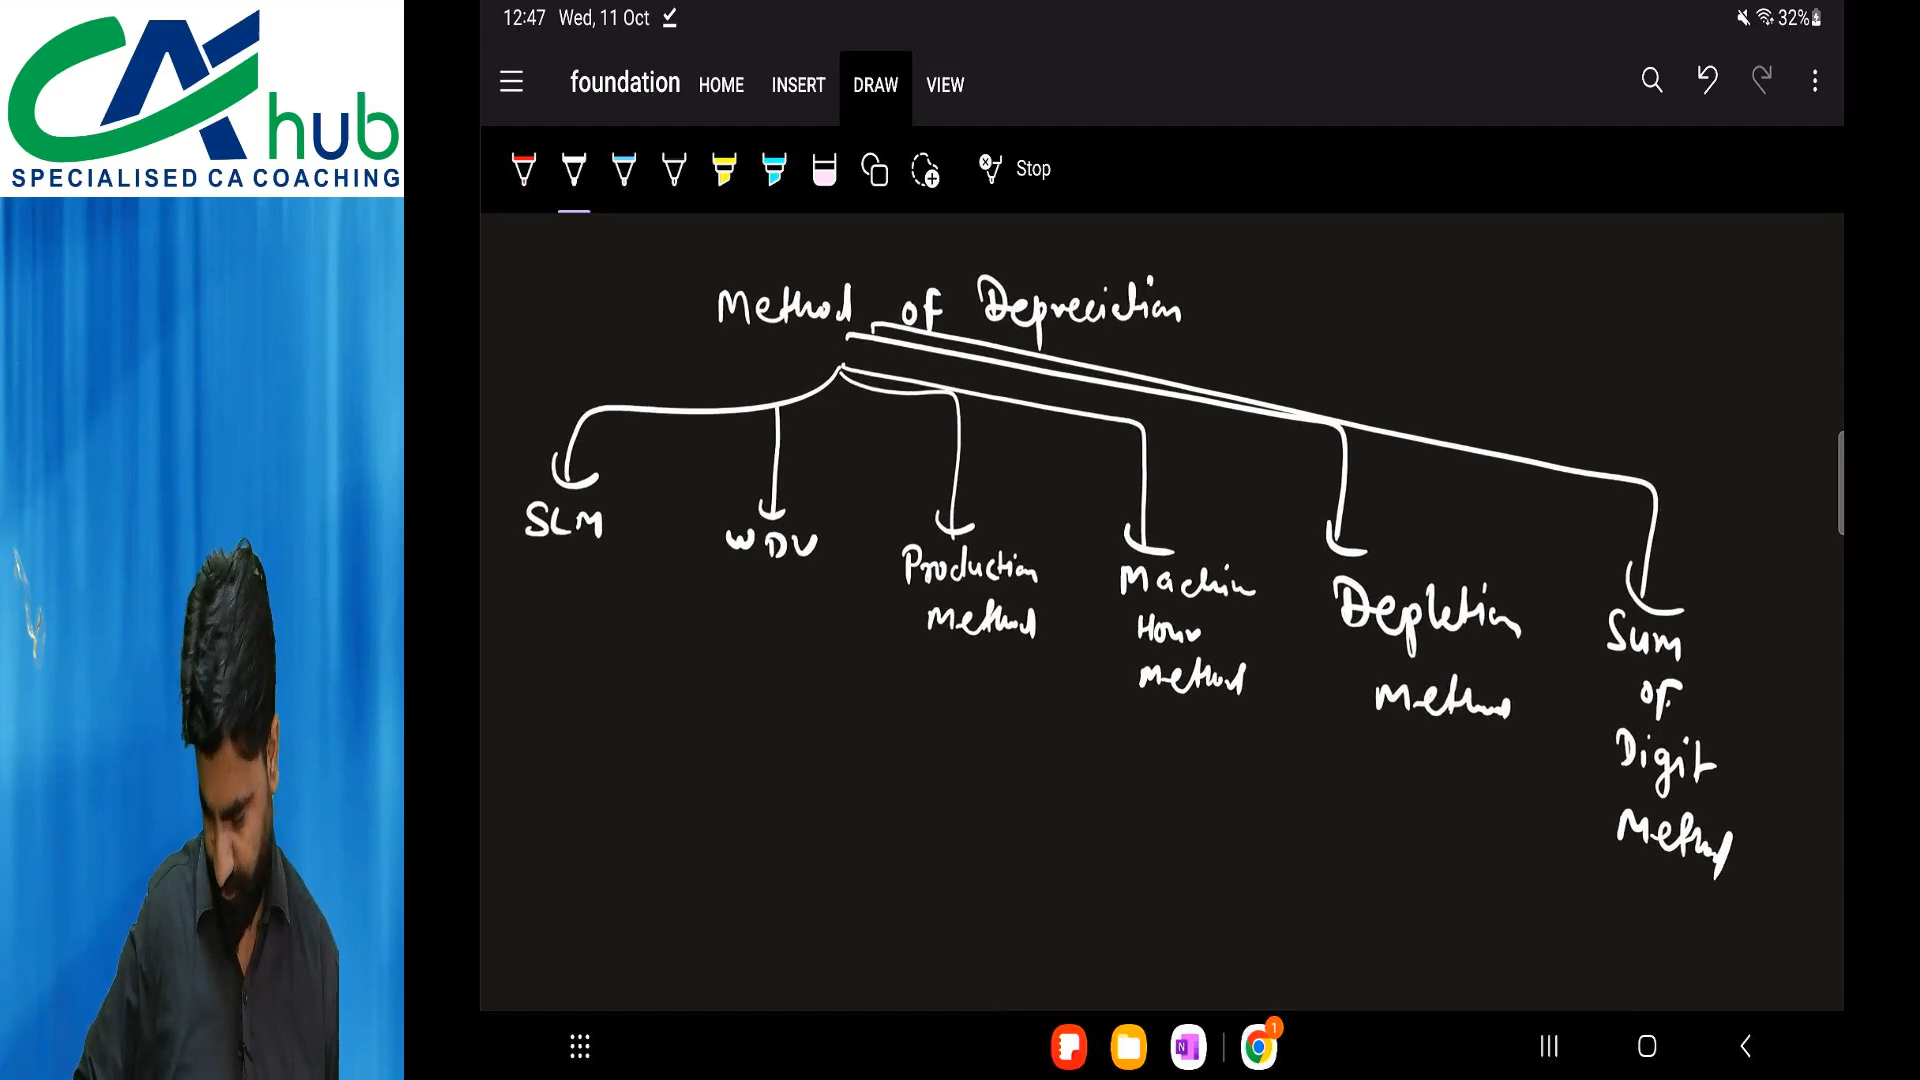 CA hub
SPECIALISED CA COACHING
12:47 Wed, 11 Oct
32%
foundation HOME INSERT DRAW VIEW
Stop
Method of Depreciation
SLM
WDV
Production
Method
Machine
Hour
Method
Depletion
Method
Sum
of
Digit
Method
1
N